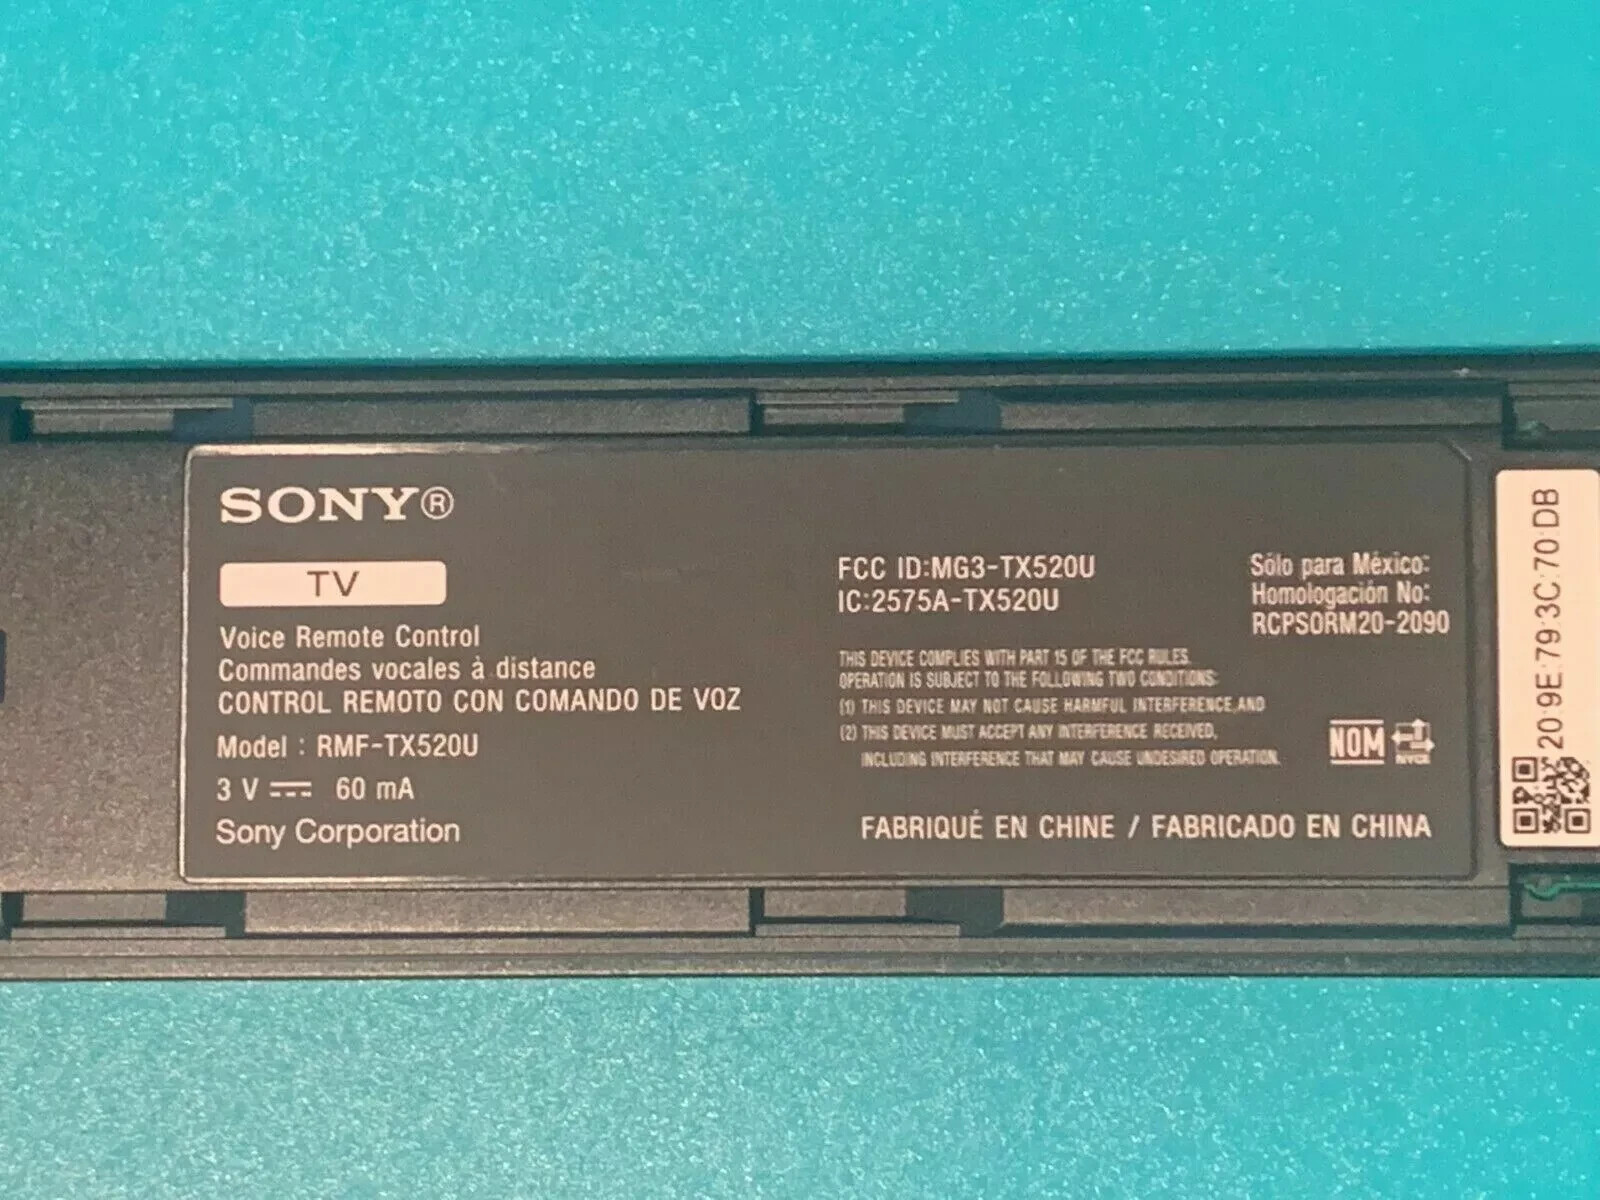 SONY®
TV
Voice Remote Control
Commandes vocales à distance
CONTROL REMOTO CON COMANDO DE VOZ
Model : RMF-TX520U
3 V 60 mA
Sony Corporation
FCC ID:MG3-TX520U
IC:2575A-TX520U
THIS DEVICE COMPLIES WITH PART 15 OF THE FCC RULES.
OPERATION IS SUBJECT TO THE FOLLOWING TWO CONDITIONS:
(1) THIS DEVICE MAY NOT CAUSE HARMFUL INTERFERENCE,AND
(2) THIS DEVICE MUST ACCEPT ANY INTERFERENCE RECEIVED,
INCLUDING INTERFERENCE THAT MAY CAUSE UNDESIRED OPERATION.
FABRIQUÉ EN CHINE / FABRICADO EN CHINA
Sólo para México:
Homologación No:
RCPSORM20-2090
NOM
NYCE
20:9E:79:3C:70:DB